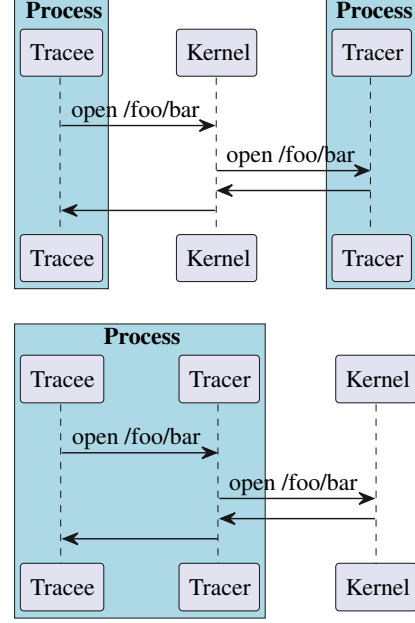 Process Process
Tracee Kernel Tracer
open /foo/bar
open /foo/bar
Tracee Kernel Tracer
Process
Tracee Tracer Kernel
open /foo/bar
open /foo/bar
Tracee Tracer Kernel